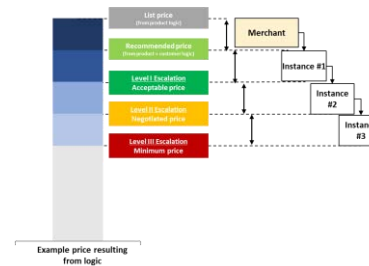 List price
(from product logic)
Merchant
Recommended price
(from product + customer logic)
Instance #1
Level I Escalation
Acceptable price
Instance
#2
Level II Escalation
Negotiated price
Instan
#3
Level III Escalation
Minimum price
Example price resulting
from logic